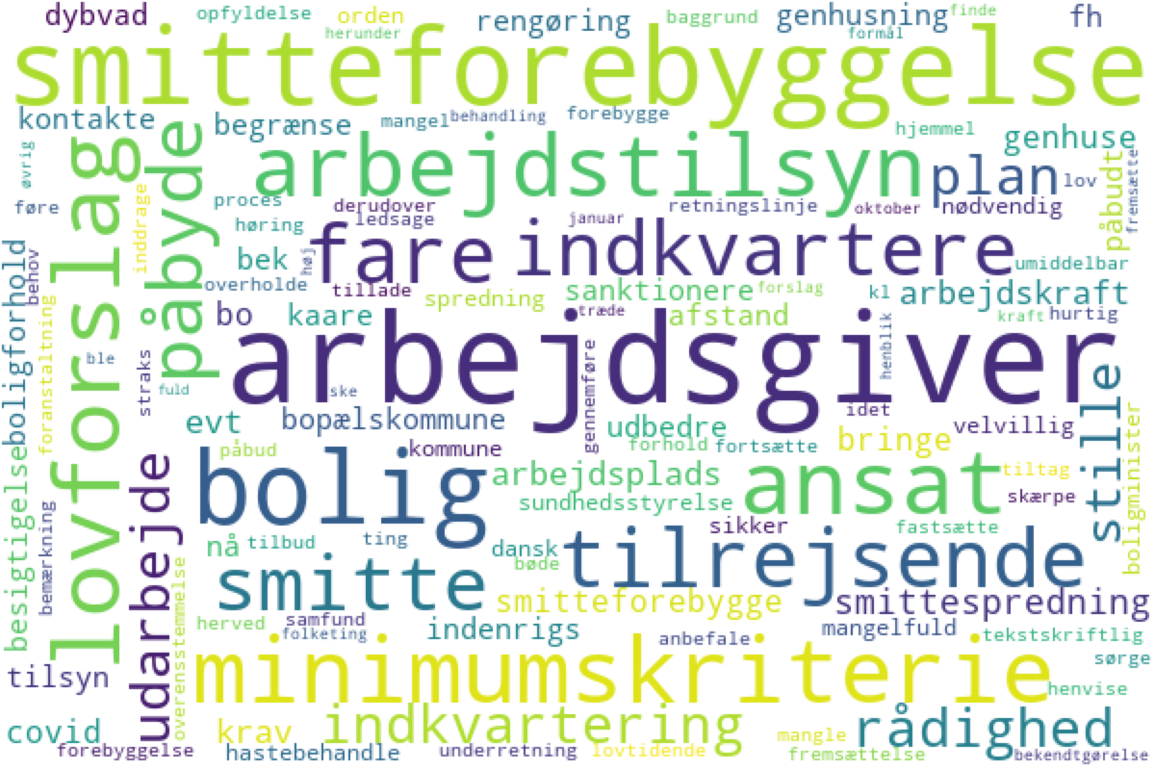 dybvad
opfyldelse
orden
rengøring
baggrund
genhusning
finde
fh
herunder
formål
smitteforebyggelse
kontakte
begrænse
mangel
behandling
forebygge
hjemmel
genhuse
øvrig
lovforslag
påbyde
arbejdstilsyn
plan
lov
påbudt
fremsætte
inddrage
føre
proces
derudover
ledsage
januar
retningslinje
oktober
nødvendig
høring
fare
indkvartere
høj
bek
umiddelbar
behov
boligforhold
besigtigelse
overholde
tillade
spredning
sanktionere
forslag
kl
arbejdskraft
foranstaltning
bo
kaare
træde
afstand
kraft
hurtig
arbejdsgiver
henblik
ble
straks
fuld
ske
gennemføre
idet
stille
evt
bopælskommune
udbedre
velvillig
påbud
kommune
forhold
fortsætte
bringe
boligminister
udarbejde
bolig
arbejdsplads
ansat
tiltag
skærpe
sundhedsstyrelse
bemærkning
nå
tilbud
ting
sikker
fastsætte
dansk
bøde
tilrejsende
overensstemmelse
smitte
smitteforebygge
smittespredning
herved
samfund
folketing
indenrigs
anbefale
mangelfuld
tekstskriftlig
sørge
tilsyn
minimumskriterie
henvise
covid
krav
indkvartering
mangle
rådighed
forebyggelse
hastebehandle
underretning
lovtidende
fremsættelse
bekendtgørelse